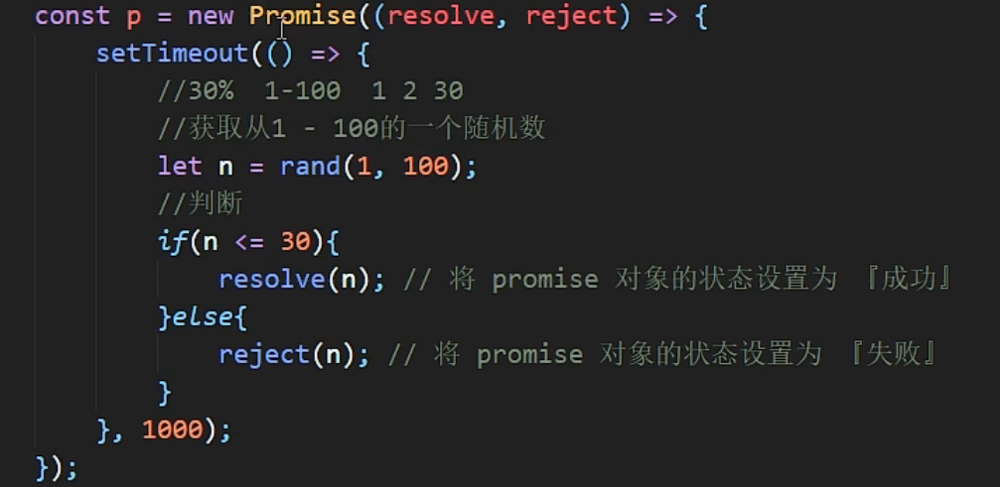 const p = new Promise((resolve, reject) => {
setTimeout(() => {
//30%  1-100  1 2 30
//获取从1 - 100的一个随机数
let n = rand(1, 100);
//判断
if(n <= 30){
resolve(n); // 将 promise 对象的状态设置为 『成功』
}else{
reject(n); // 将 promise 对象的状态设置为 『失败』
}
}, 1000);
});